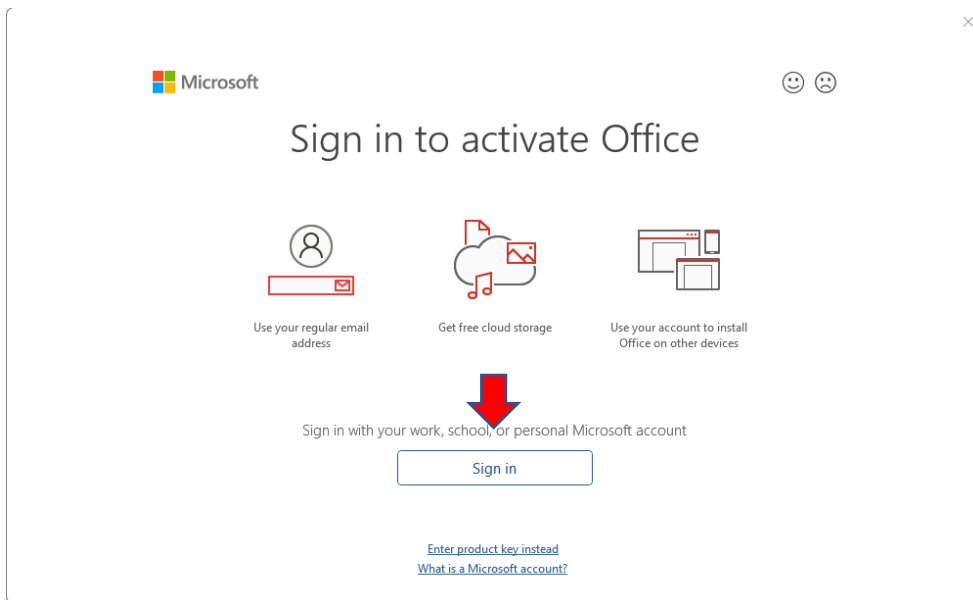 Microsoft
Sign in to activate Office
Use your regular email
address
Get free cloud storage
Use your account to install
Office on other devices
Sign in with your work, school, or personal Microsoft account
Sign in
Enter product key instead
What is a Microsoft account?